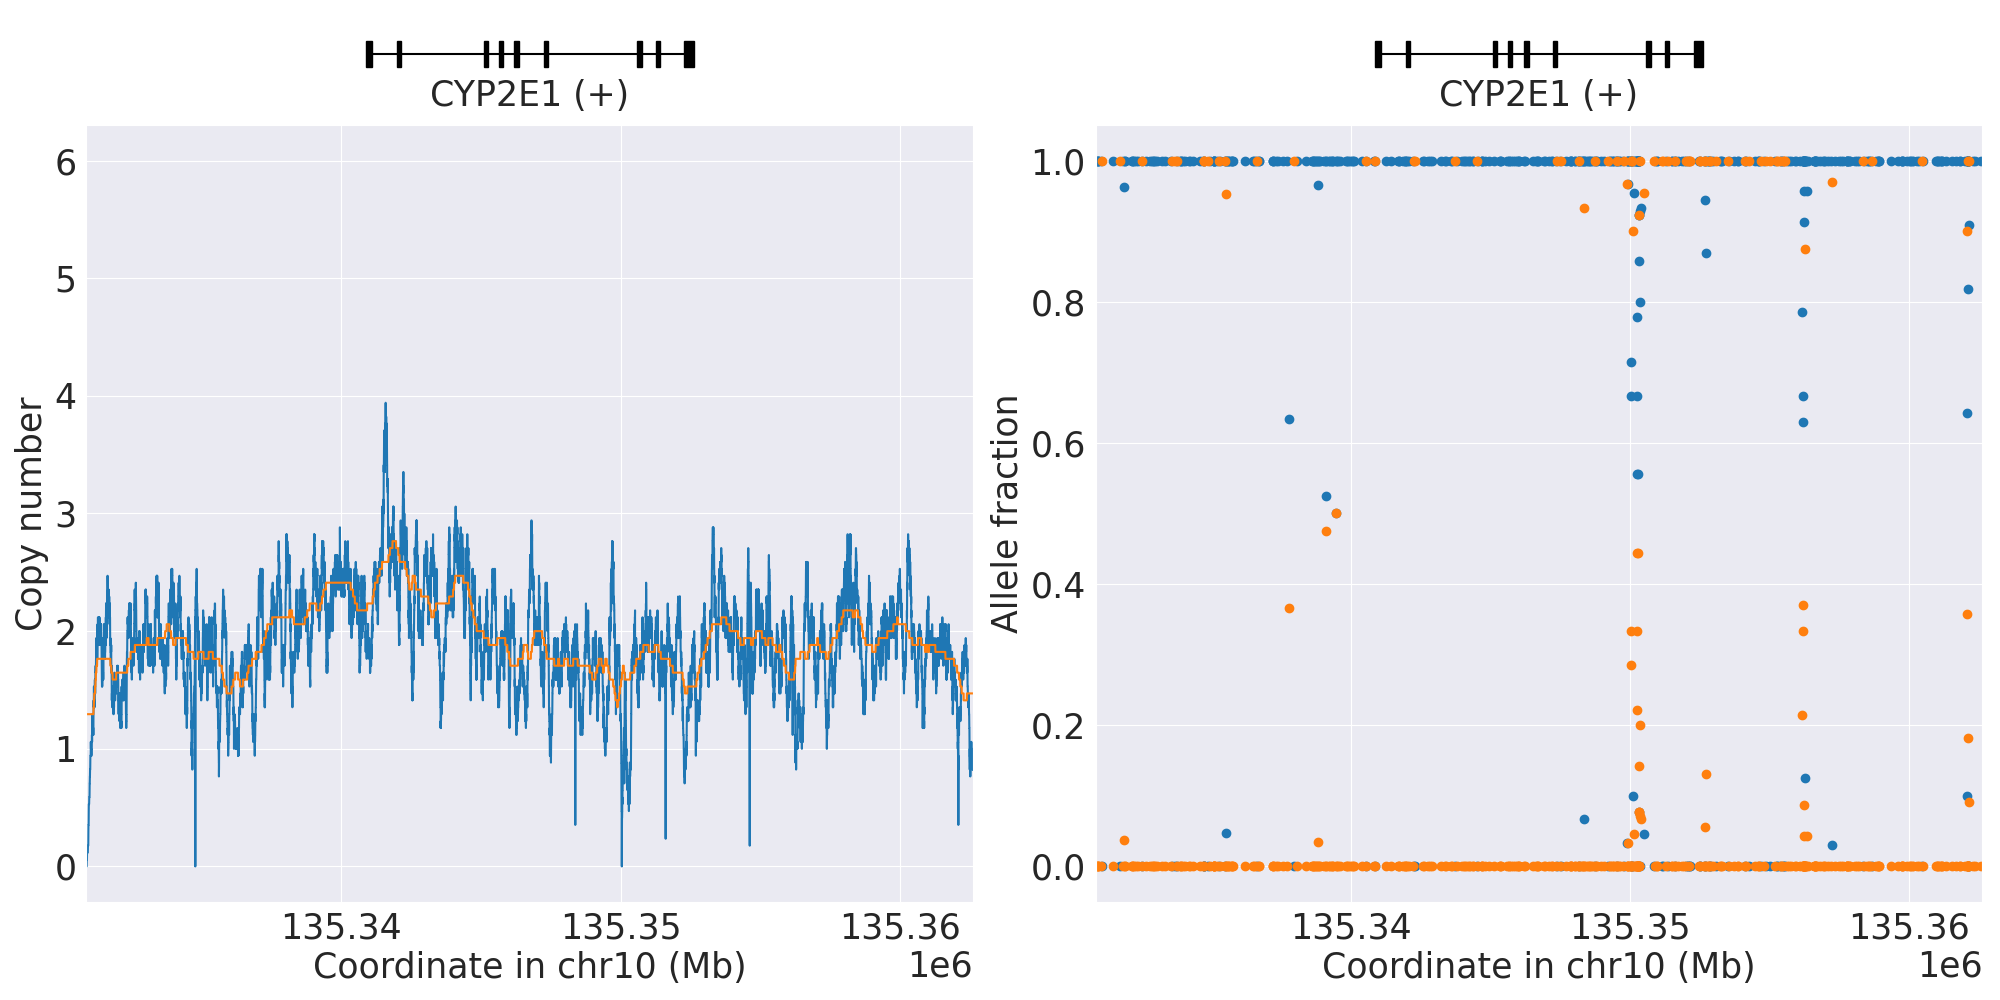 CYP2E1 (+)
6
5
4
3
2
1
0
Copy number
135.34
135.35
135.36
Coordinate in chr10 (Mb)
1e6
CYP2E1 (+)
1.0
0.8
0.6
0.4
0.2
0.0
Allele fraction
135.34
135.35
135.36
Coordinate in chr10 (Mb)
1e6